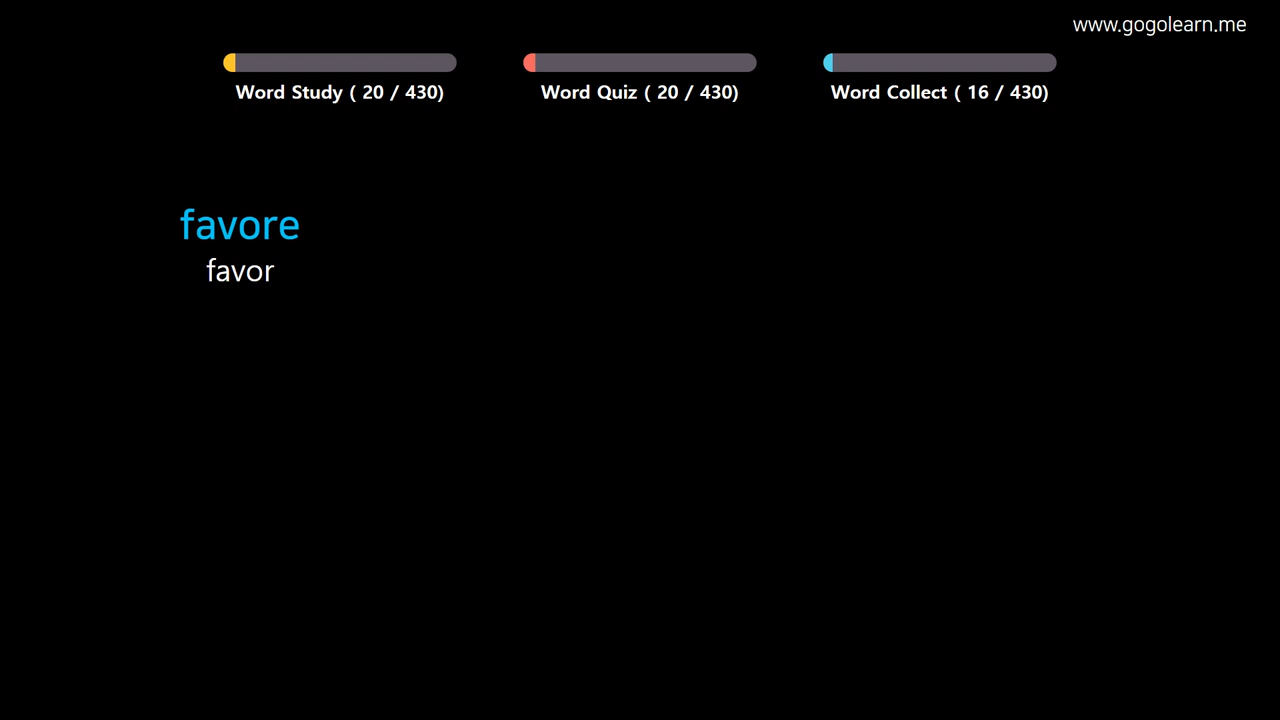 www.gogolearn.me
Word Study ( 20 / 430)
Word Quiz ( 20 / 430)
Word Collect ( 16 / 430)
favore
favor